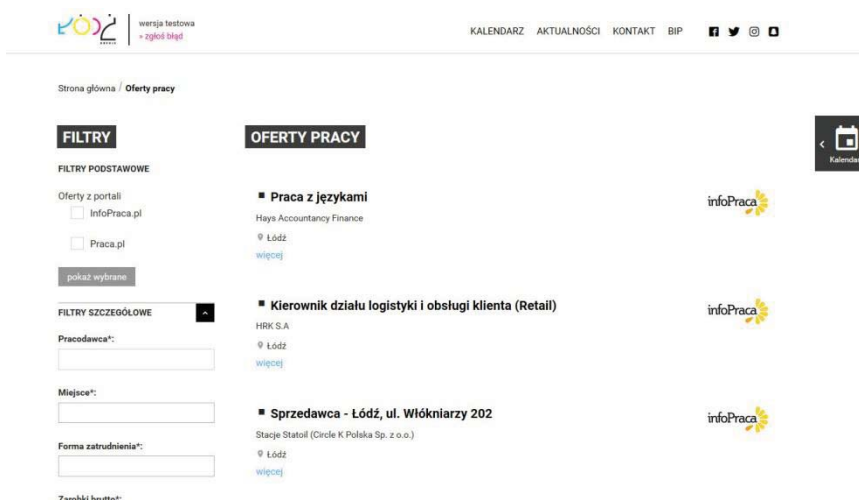 ŁÓDŹ
wersja testowa
» zgłoś błąd
KALENDARZ AKTUALNOŚCI KONTAKT BIP
Strona główna / Oferty pracy
FILTRY
FILTRY PODSTAWOWE
Oferty z portali
InfoPraca.pl
Praca.pl
pokaż wybrane
FILTRY SZCZEGÓŁOWE
Pracodawca*:
Miejsce*:
Forma zatrudnienia*:
Zarobki brutto*:
OFERTY PRACY
Praca z językami
Hays Accountancy Finance
Łódź
więcej
infoPraca
Kierownik działu logistyki i obsługi klienta (Retail)
HRK S.A
Łódź
więcej
infoPraca
Sprzedawca - Łódź, ul. Włókniarzy 202
Stacje Statoil (Circle K Polska Sp. z o.o.)
Łódź
więcej
infoPraca